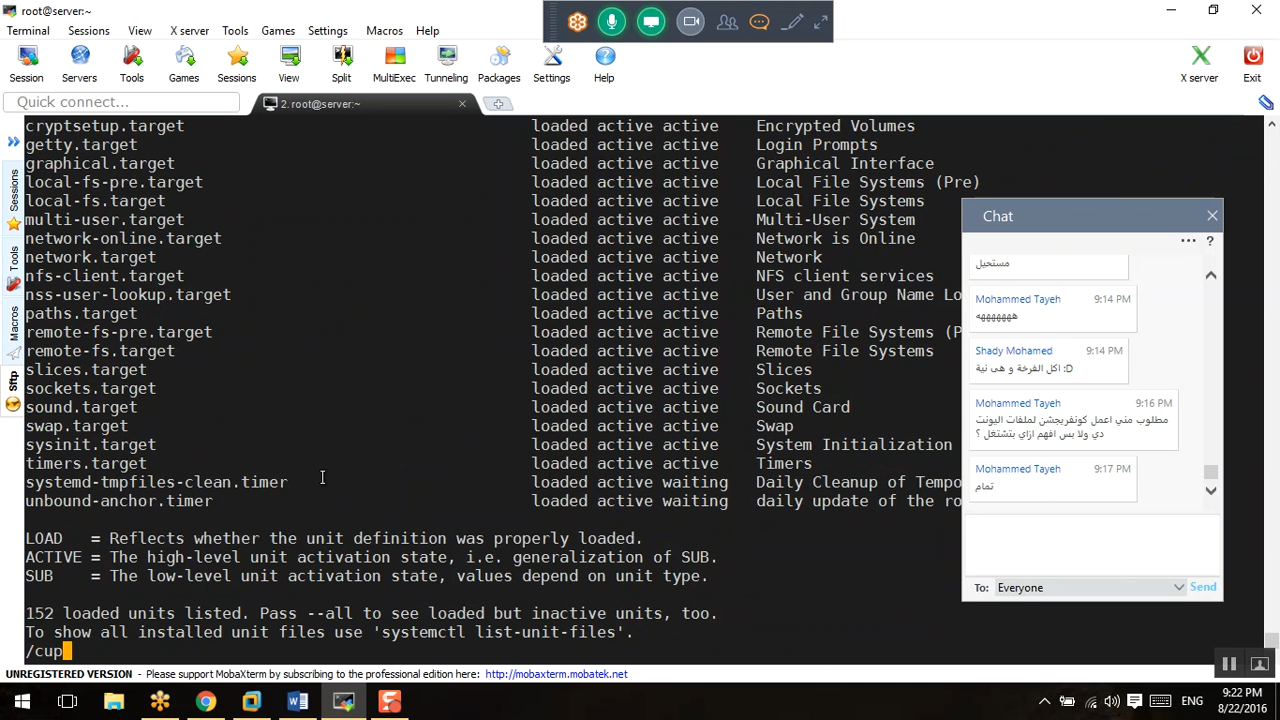 root@server:~
Terminal Sessions View X server Tools Games Settings Macros Help
Session Servers Tools Games Sessions View Split MultiExec Tunneling Packages Settings Help X server Exit
Quick connect...
2. root@server:~
Sessions
Tools
Macros
Sftp
cryptsetup.target loaded active active Encrypted Volumes
getty.target loaded active active Login Prompts
graphical.target loaded active active Graphical Interface
local-fs-pre.target loaded active active Local File Systems (Pre)
local-fs.target loaded active active Local File Systems
multi-user.target loaded active active Multi-User System
network-online.target loaded active active Network is Online
network.target loaded active active Network
nfs-client.target loaded active active NFS client services
nss-user-lookup.target loaded active active User and Group Name Lo
paths.target loaded active active Paths
remote-fs-pre.target loaded active active Remote File Systems (P
remote-fs.target loaded active active Remote File Systems
slices.target loaded active active Slices
sockets.target loaded active active Sockets
sound.target loaded active active Sound Card
swap.target loaded active active Swap
sysinit.target loaded active active System Initialization
timers.target loaded active active Timers
systemd-tmpfiles-clean.timer loaded active waiting Daily Cleanup of Tempo
unbound-anchor.timer loaded active waiting daily update of the ro
LOAD = Reflects whether the unit definition was properly loaded.
ACTIVE = The high-level unit activation state, i.e. generalization of SUB.
SUB = The low-level unit activation state, values depend on unit type.
152 loaded units listed. Pass --all to see loaded but inactive units, too.
To show all installed unit files use 'systemctl list-unit-files'.
/cup
Chat
... ?
مستحيل
Mohammed Tayeh 9:14 PM
هههههههه
Shady Mohamed 9:14 PM
اكل الفرخة و هى نية :D
Mohammed Tayeh 9:16 PM
مطلوب مني اعمل كونفريجشن لملفات اليونت
دي ولا بس افهم ازاي بتشتغل ؟
Mohammed Tayeh 9:17 PM
تمام
To: Everyone Send
UNREGISTERED VERSION - Please support MobaXterm by subscribing to the professional edition here: http://mobaxterm.mobatek.net
ENG
9:22 PM
8/22/2016